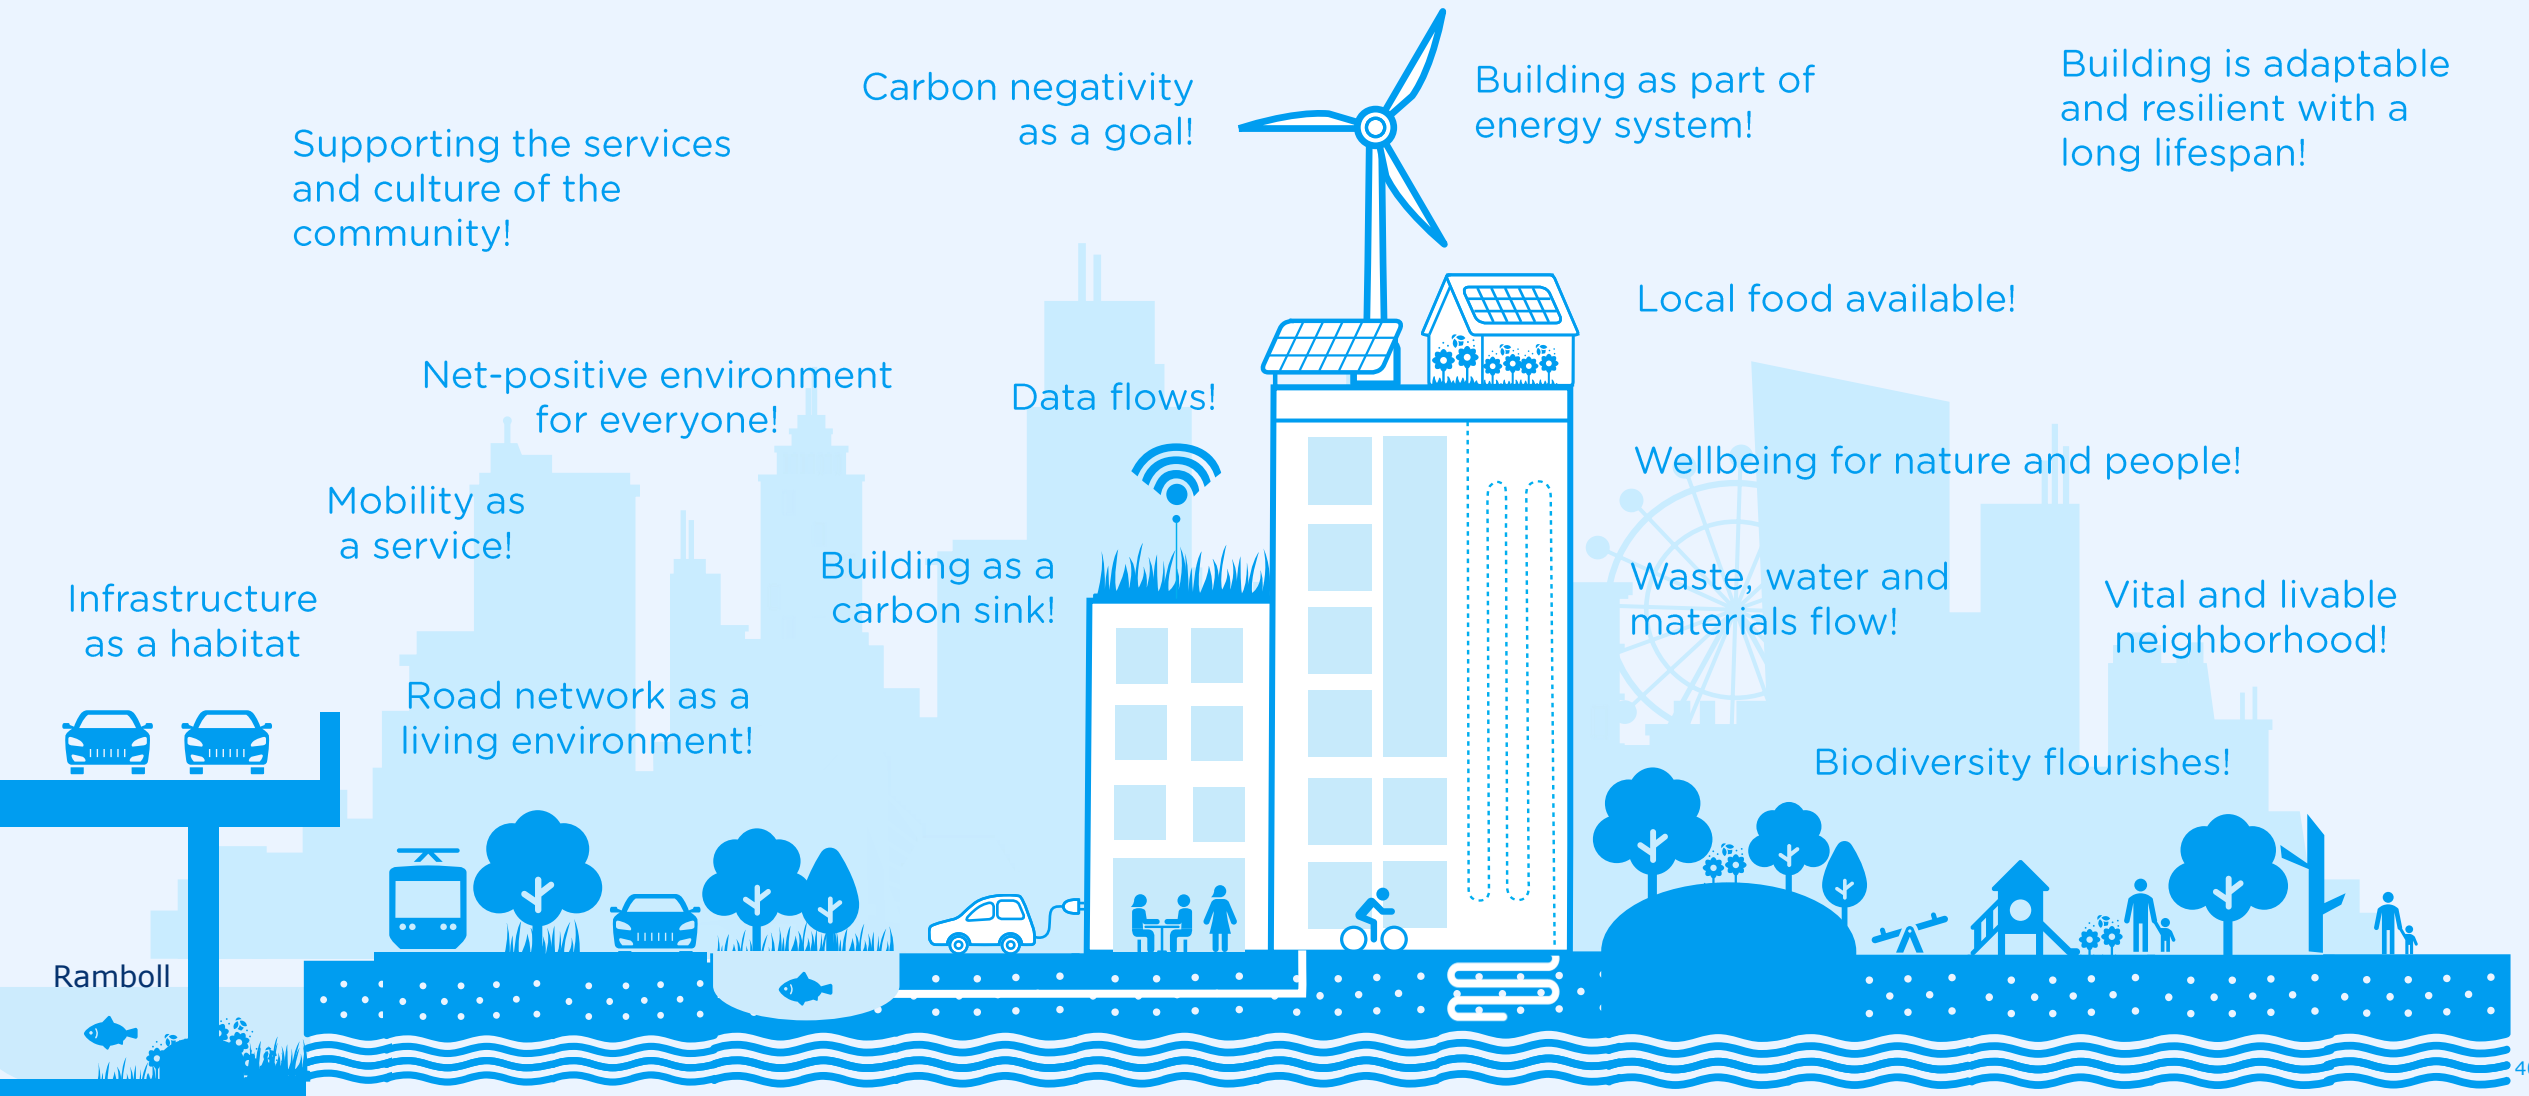 Carbon negativity
as a goal!
Building as part of
energy system!
Building is adaptable
and resilient with a
long lifespan!
Supporting the services
and culture of the
community!
Local food available!
Net-positive environment
for everyone!
Data flows!
Wellbeing for nature and people!
Mobility as
a service!
Building as a
carbon sink!
Waste, water and
materials flow!
Vital and livable
neighborhood!
Infrastructure
as a habitat
Road network as a
living environment!
Biodiversity flourishes!
Ramboll